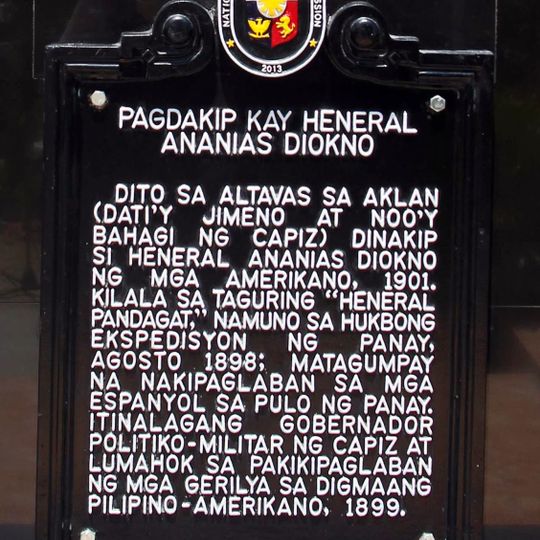 2013
PAGDAKIP KAY HENERAL
ANANIAS DIOKNO
DITO SA ALTAVAS SA AKLAN
(DATI'Y JIMENO AT NOO'Y
BAHAGI NG CAPIZ) DINAKIP
SI HENERAL ANANIAS DIOKNO
NG MGA AMERIKANO, 1901.
KILALA SA TAGURING “HENERAL
PANDAGAT,” NAMUNO SA HUKBONG
EKSPEDISYON NG PANAY,
AGOSTO 1898; MATAGUMPAY
NA NAKIPAGLABAN SA MGA
ESPANYOL SA PULO NG PANAY.
ITINALAGANG GOBERNADOR
POLITIKO-MILITAR NG CAPIZ AT
LUMAHOK SA PAKIKIPAGLABAN
NG MGA GERILYA SA DIGMAANG
PILIPINO-AMERIKANO, 1899.